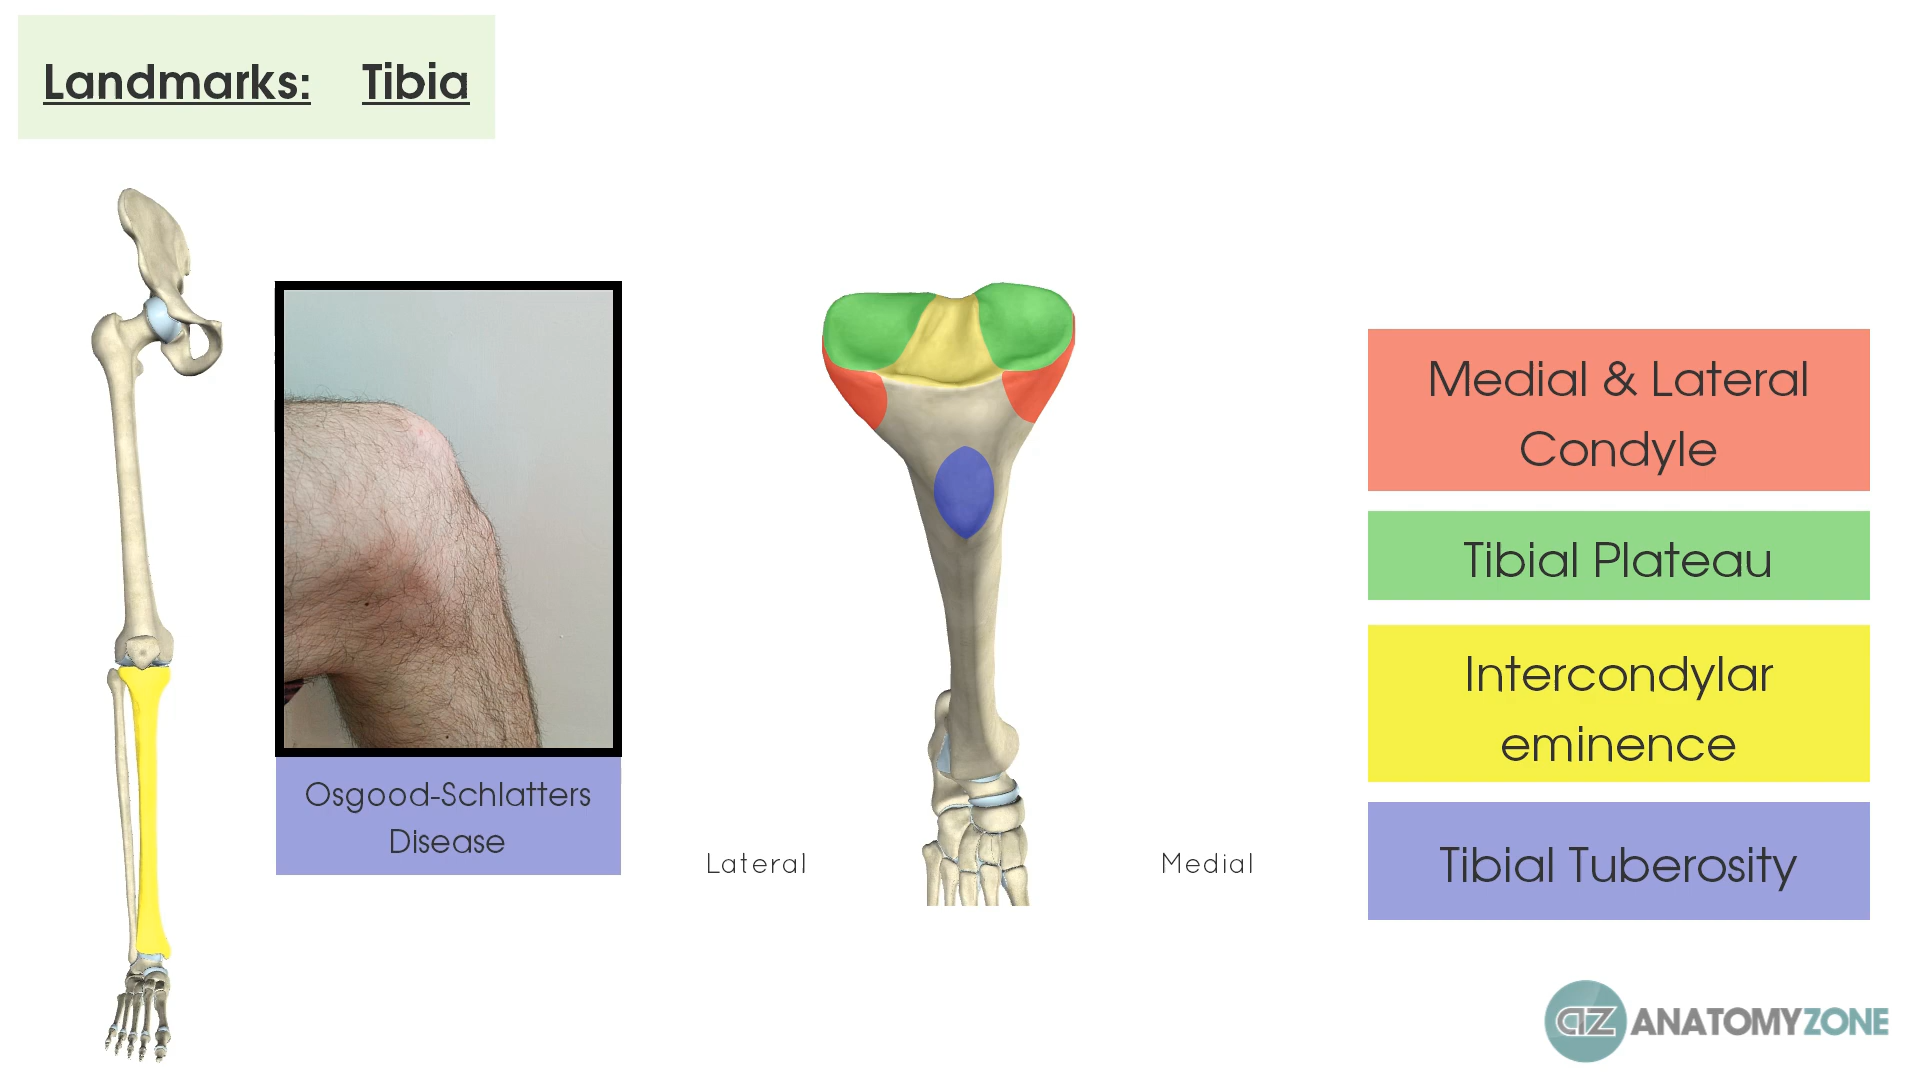 Landmarks: Tibia
Osgood-Schlatters
Disease
Lateral
Medial
Medial & Lateral
Condyle
Tibial Plateau
Intercondylar
eminence
Tibial Tuberosity
AZ ANATOMYZONE